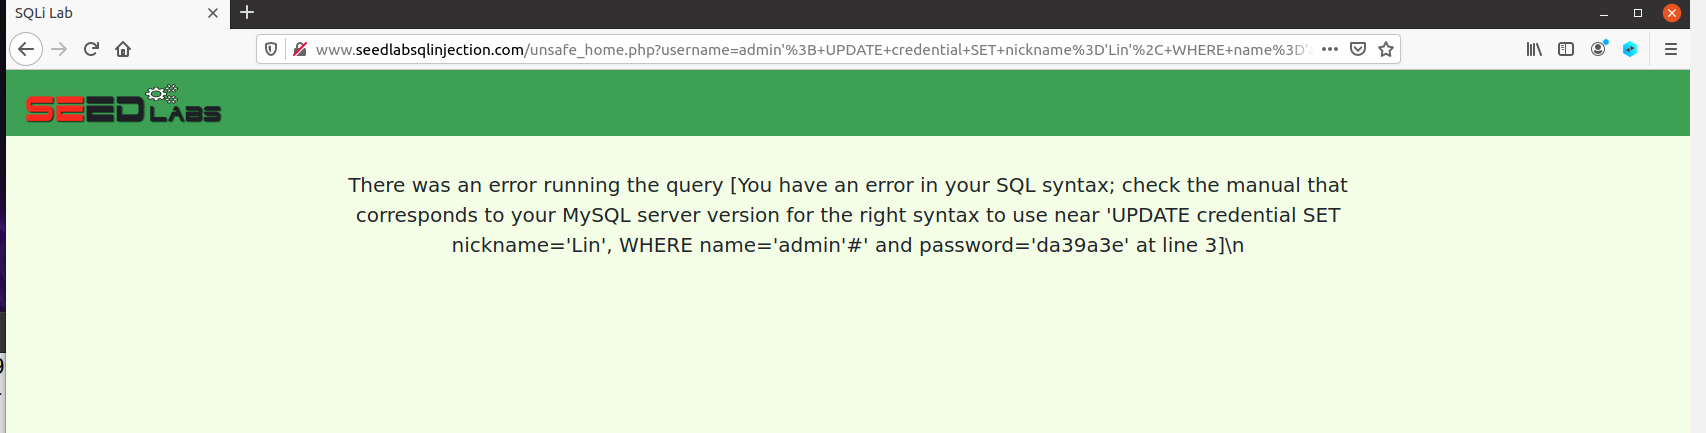 SQLi Lab
www.seedlabsqlinjection.com/unsafe_home.php?username=admin'%3B+UPDATE+credential+SET+nickname%3D'Lin'%2C+WHERE+name%3D'
SEED LABS
There was an error running the query [You have an error in your SQL syntax; check the manual that
corresponds to your MySQL server version for the right syntax to use near 'UPDATE credential SET
nickname='Lin', WHERE name='admin'#' and password='da39a3e' at line 3]\n